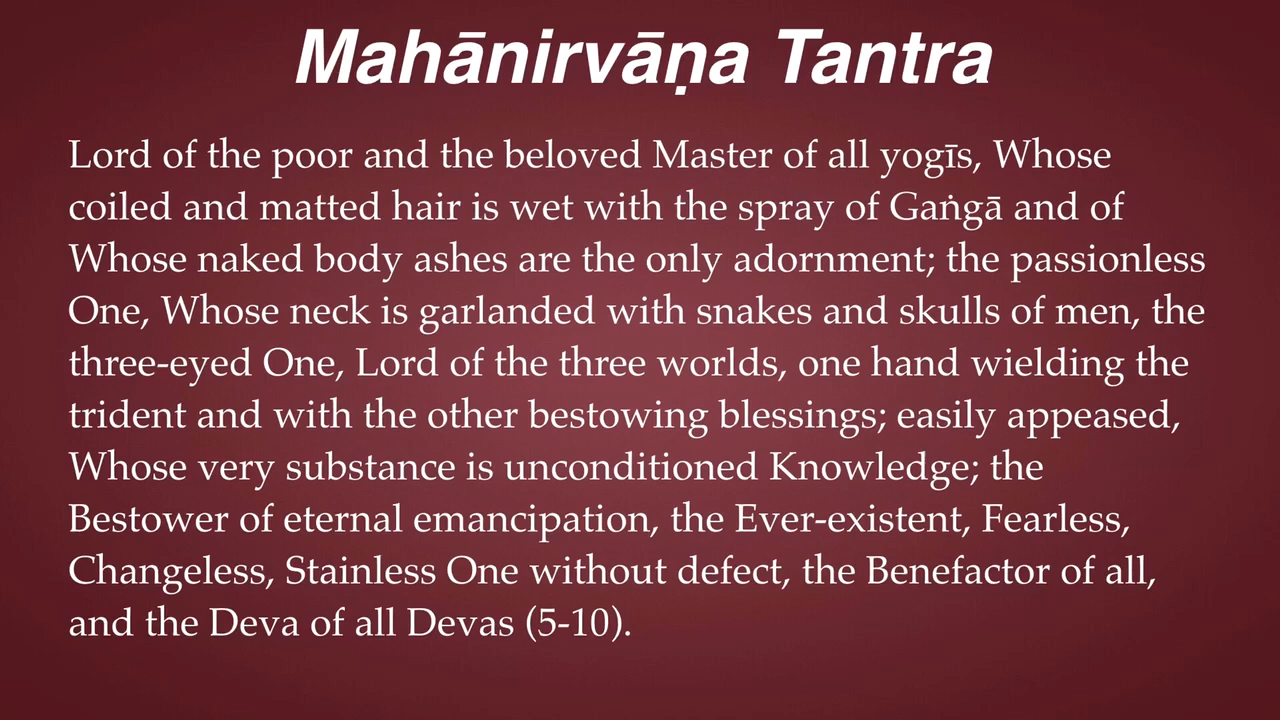 Mahānirvāṇa Tantra
Lord of the poor and the beloved Master of all yogīs, Whose
coiled and matted hair is wet with the spray of Gaṅgā and of
Whose naked body ashes are the only adornment; the passionless
One, Whose neck is garlanded with snakes and skulls of men, the
three-eyed One, Lord of the three worlds, one hand wielding the
trident and with the other bestowing blessings; easily appeased,
Whose very substance is unconditioned Knowledge; the
Bestower of eternal emancipation, the Ever-existent, Fearless,
Changeless, Stainless One without defect, the Benefactor of all,
and the Deva of all Devas (5-10).